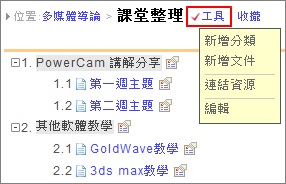 位置:多媒體導論 > 課堂整理 工具 收攏
新增分類
新增文件
連結資源
編輯
1. PowerCam 講解分享
1.1 第一週主題
1.2 第二週主題
2. 其他軟體教學
2.1 GoldWave教學
2.2 3ds max教學